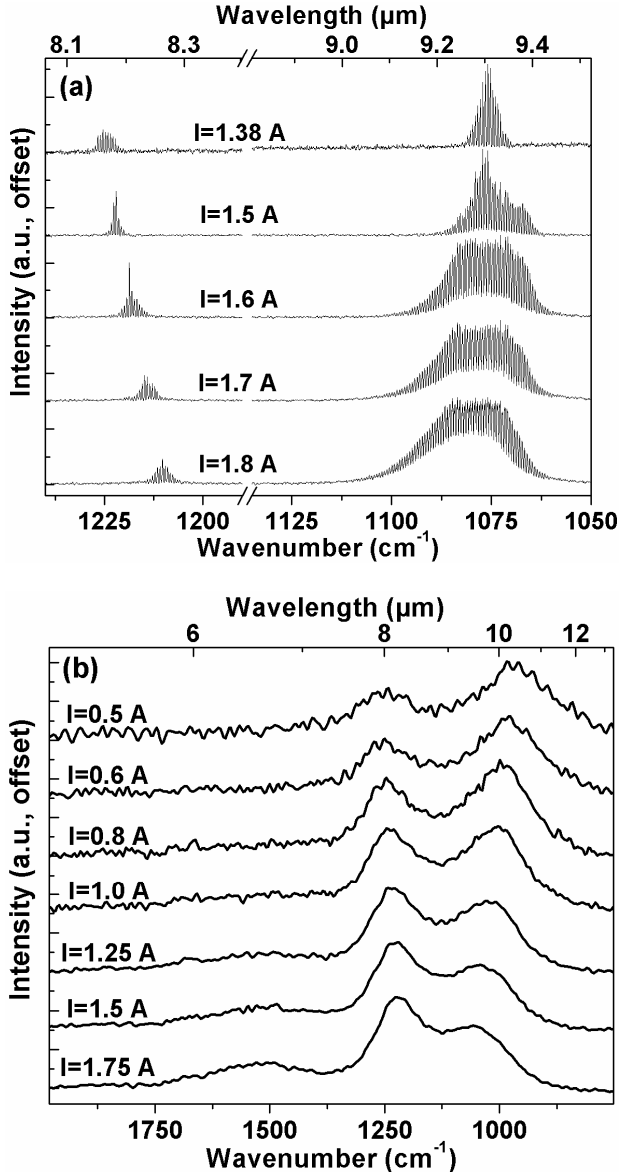 Wavelength (µm)
8.1 8.3 9.0 9.2 9.4
(a)
I=1.38 A
I=1.5 A
I=1.6 A
I=1.7 A
I=1.8 A
Intensity (a.u., offset)
1225 1200 1125 1100 1075 1050
Wavenumber (cm-1)
Wavelength (µm)
6 8 10 12
(b)
I=0.5 A
I=0.6 A
I=0.8 A
I=1.0 A
I=1.25 A
I=1.5 A
I=1.75 A
Intensity (a.u., offset)
1750 1500 1250 1000
Wavenumber (cm-1)